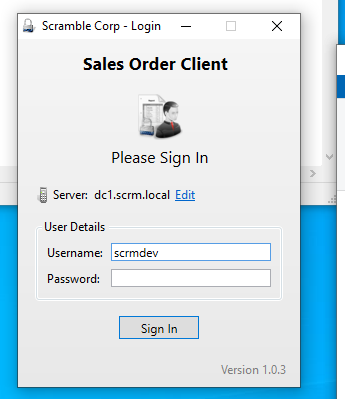 Scramble Corp - Login
Sales Order Client
Please Sign In
Server: dc1.scrm.local Edit
User Details
Username: scrmdev
Password:
Sign In
Version 1.0.3